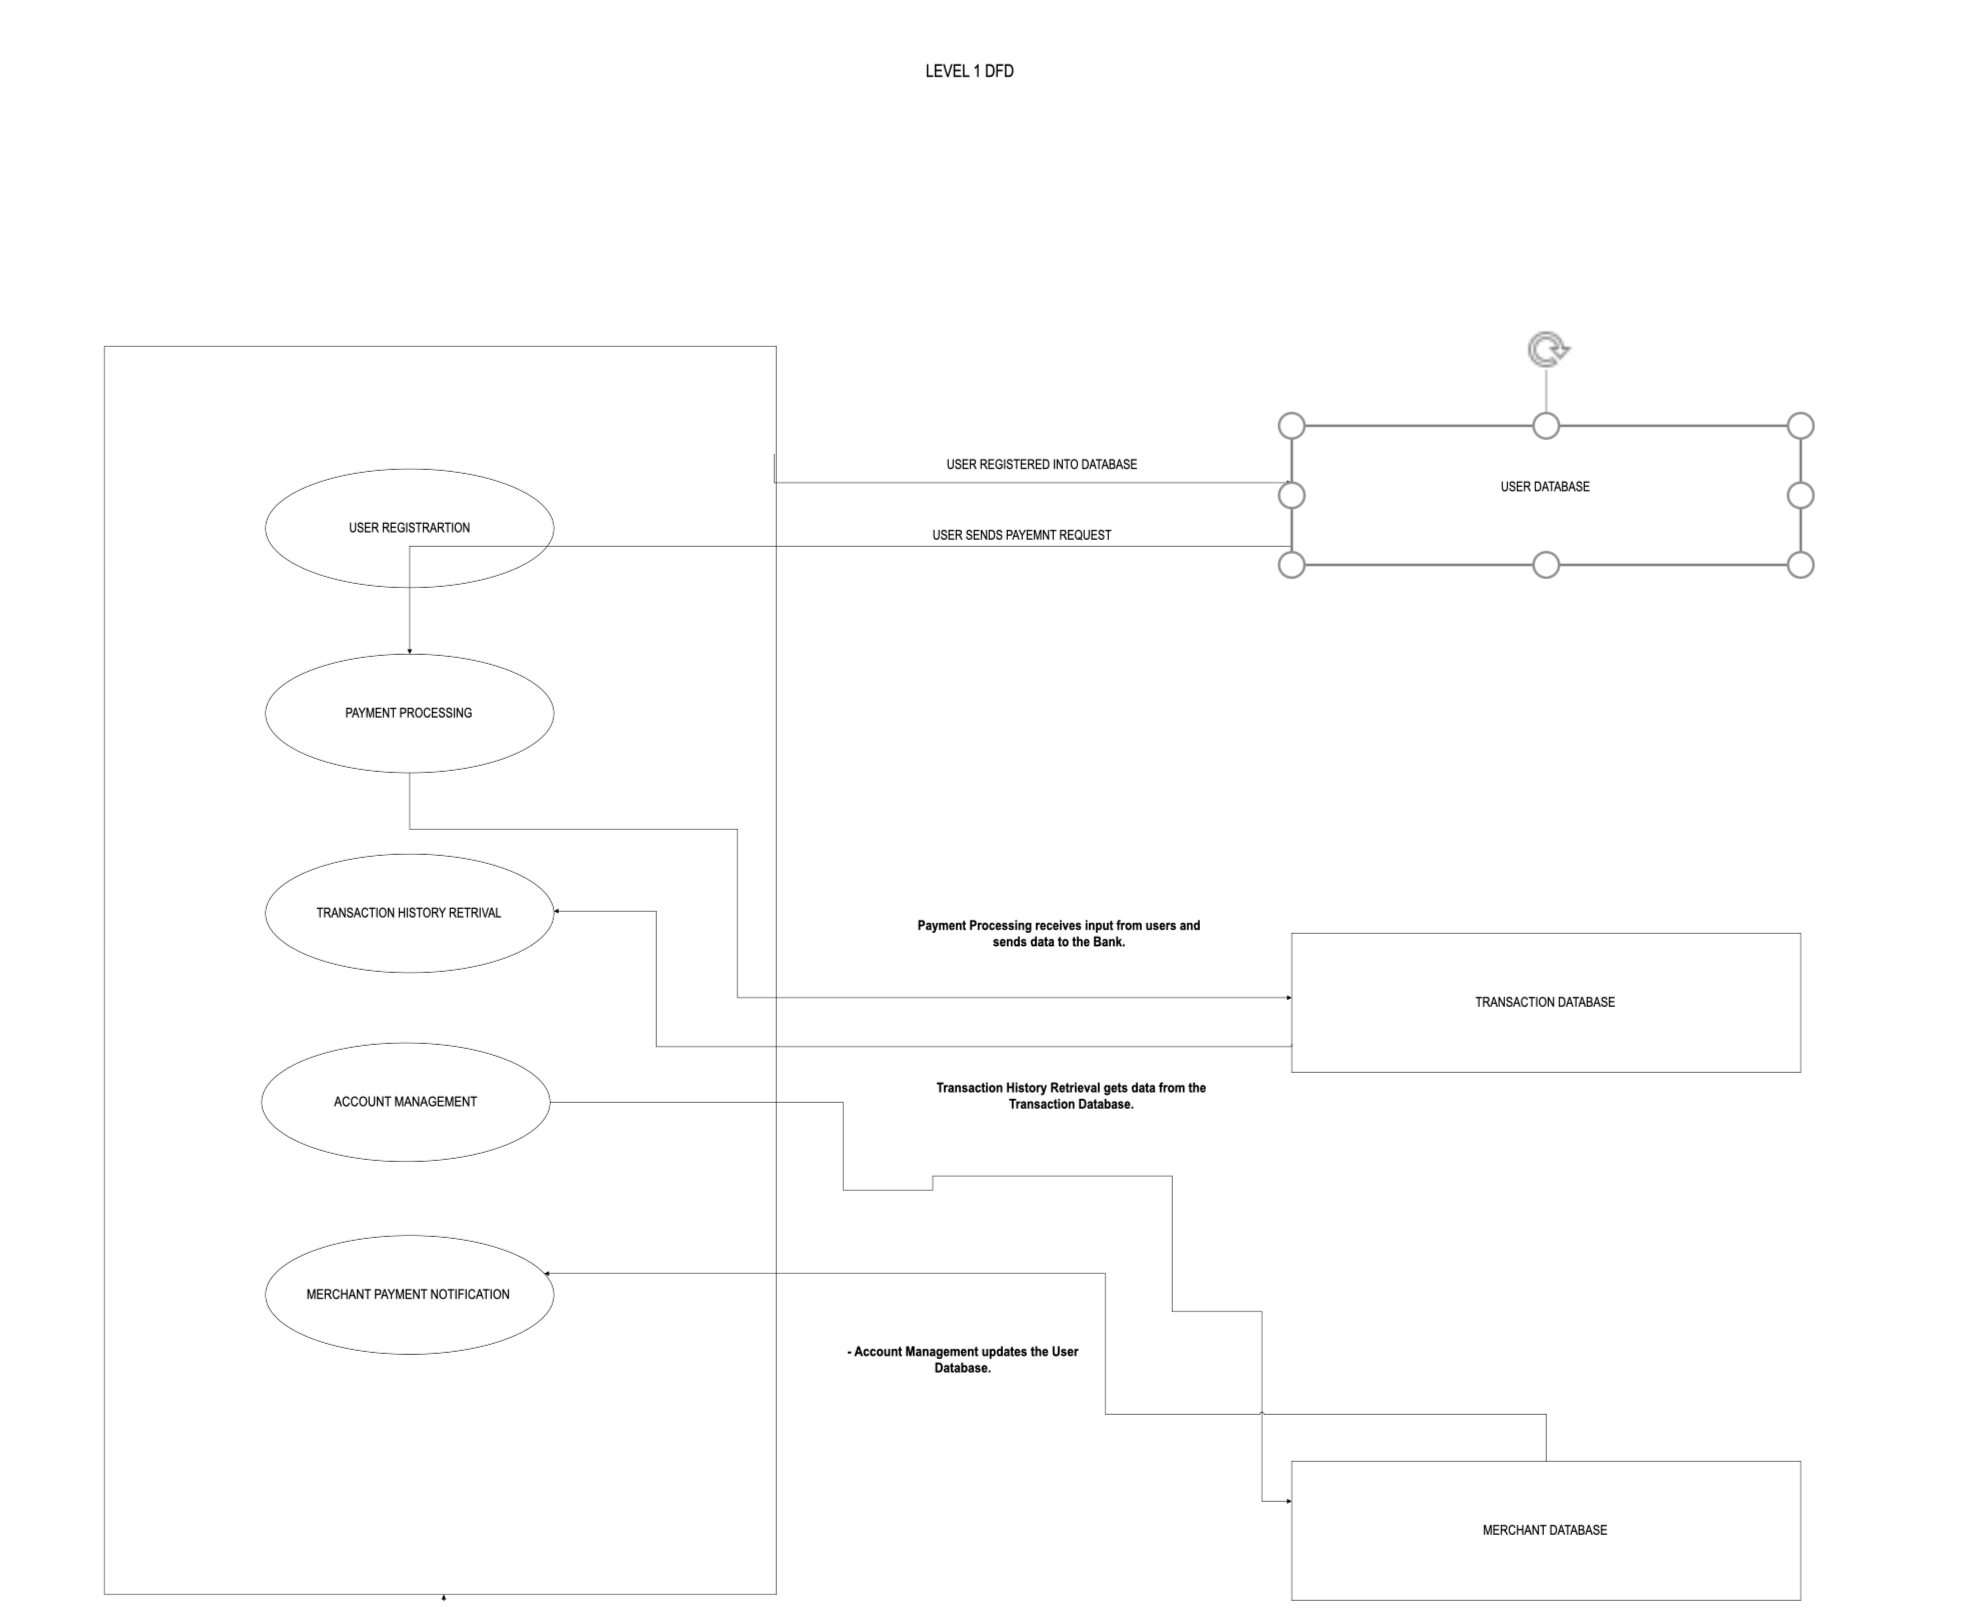 LEVEL 1 DFD
USER REGISTERED INTO DATABASE
USER DATABASE
USER REGISTRARTION
USER SENDS PAYEMNT REQUEST
PAYMENT PROCESSING
TRANSACTION HISTORY RETRIVAL
Payment Processing receives input from users and
sends data to the Bank.
TRANSACTION DATABASE
Transaction History Retrieval gets data from the
Transaction Database.
ACCOUNT MANAGEMENT
MERCHANT PAYMENT NOTIFICATION
- Account Management updates the User
Database.
MERCHANT DATABASE